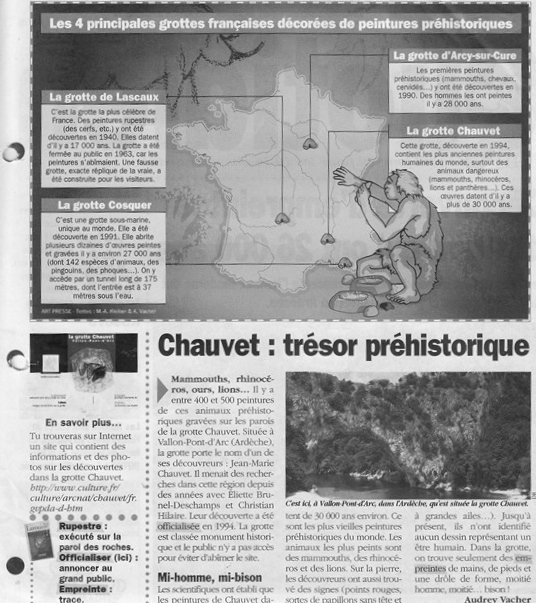 Les 4 principales grottes françaises décorées de peintures préhistoriques
La grotte d'Arcy-sur-Cure
Les premières peintures
préhistoriques (mammouths, chevaux,
cervidés...) y ont été découvertes en
1990. Des hommes les ont peintes
il y a 28 000 ans.
La grotte de Lascaux
C'est la grotte la plus célèbre de
France. Des peintures rupestres
(des cerfs, etc.) y ont été
découvertes en 1940. Elles datent
d'il y a 17 000 ans. La grotte a été
fermée au public en 1963, car les
peintures s'abîmaient. Une fausse
grotte, exacte réplique de la vraie, a
été construite pour les visiteurs.
La grotte Chauvet
Cette grotte, découverte en 1994,
contient les plus anciennes peintures
humaines du monde, surtout des
animaux dangereux
(mammouths, rhinocéros,
lions et panthères...). Ces
œuvres datent d'il y a
plus de 30 000 ans.
La grotte Cosquer
C'est une grotte sous-marine,
unique au monde. Elle a été
découverte en 1991. Elle abrite
plusieurs dizaines d'œuvres peintes
et gravées il y a environ 27 000 ans
(dont 142 espèces d'animaux, des
pingouins, des phoques...). On y
accède par un tunnel long de 175
mètres, dont l'entrée est à 37
mètres sous l'eau.
ART PRESSE - Textes : M.-A. Kleiber & A. Vacher
la grotte Chauvet
En savoir plus...
Tu trouveras sur Internet
un site qui contient des
informations et des pho-
tos sur les découvertes
dans la grotte Chauvet.
http://www.culture.fr/
culture/arcnat/chauvet/fr.
gvpda-d-htm
Rupestre :
exécuté sur la
paroi des roches.
Officialiser (ici) :
annoncer au
grand public.
Empreinte :
trace.
Chauvet : trésor préhistorique
Mammouths, rhinocé-
ros, ours, lions... Il y a
entre 400 et 500 peintures
de ces animaux préhisto-
riques gravées sur les parois
de la grotte Chauvet. Située à
Vallon-Pont-d'Arc (Ardèche),
la grotte porte le nom d'un de
ses découvreurs : Jean-Marie
Chauvet. Il menait des recher-
ches dans cette région depuis
des années avec Éliette Bru-
nel-Deschamps et Christian
Hilaire. Leur découverte a été
officialisée en 1994. La grotte
est classée monument histori-
que et le public n'y a pas accès
pour éviter d'abîmer le site.
Mi-homme, mi-bison
Les scientifiques ont établi que
les peintures de Chauvet da-
C'est ici, à Vallon-Pont-d'Arc, dans l'Ardèche, qu'est située la grotte Chauvet.
tent de 30 000 ans environ. Ce
sont les plus vieilles peintures
préhistoriques du monde. Les
animaux les plus peints sont
des mammouths, des rhinocé-
ros et des lions. Sur la pierre,
les découvreurs ont aussi trou-
vé des signes (points rouges,
sortes de papillons sans tête et
à grandes ailes...). Jusqu'à
présent, ils n'ont identifié
aucun dessin représentant un
être humain. Dans la grotte,
on trouve seulement des em-
preintes de mains, de pieds et
une drôle de forme, moitié
homme, moitié... bison !
Audrey Vacher